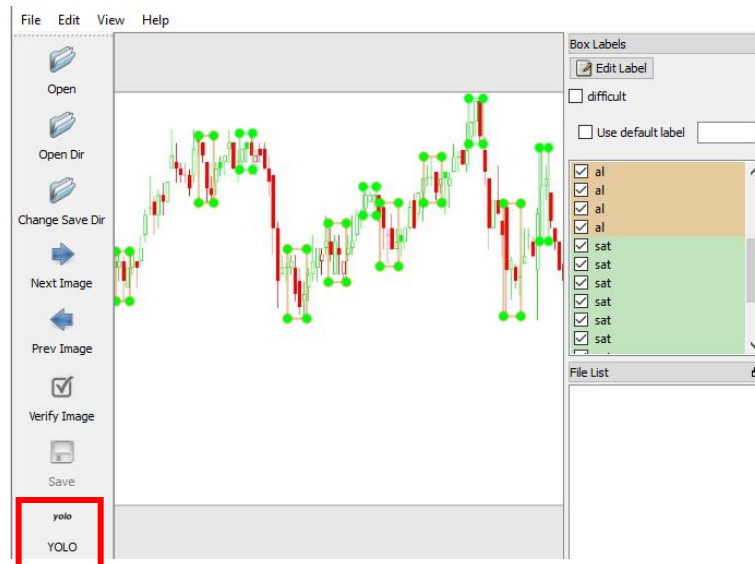 File Edit View Help
Open
Open Dir
Change Save Dir
Next Image
Prev Image
Verify Image
Save
yolo
YOLO
Box Labels
Edit Label
difficult
Use default label
al
al
al
al
sat
sat
sat
sat
sat
sat
File List